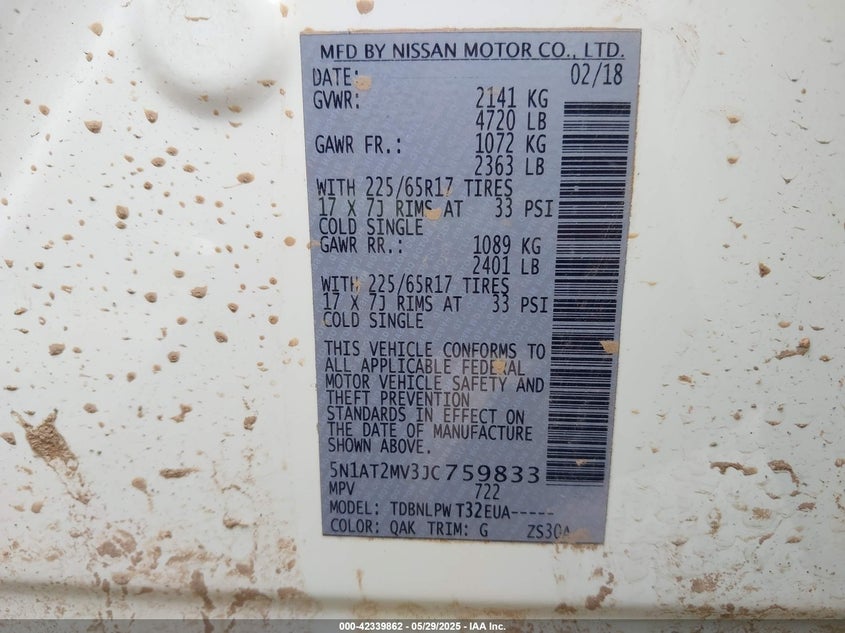 MFD BY NISSAN MOTOR CO., LTD.
DATE: 02/18
GVWR: 2141 KG
4720 LB
GAWR FR.: 1072 KG
2363 LB
WITH 225/65R17 TIRES
17 X 7J RIMS AT 33 PSI
COLD SINGLE
GAWR RR.: 1089 KG
2401 LB
WITH 225/65R17 TIRES
17 X 7J RIMS AT 33 PSI
COLD SINGLE
THIS VEHICLE CONFORMS TO
ALL APPLICABLE FEDERAL
MOTOR VEHICLE SAFETY AND
THEFT PREVENTION
STANDARDS IN EFFECT ON
THE DATE OF MANUFACTURE
SHOWN ABOVE.
5N1AT2MV3JC759833
MPV 722
MODEL: TDBNLPW T32EUA-----
COLOR: QAK TRIM: G ZS30A
000-42339862 - 05/29/2025 - IAA Inc.